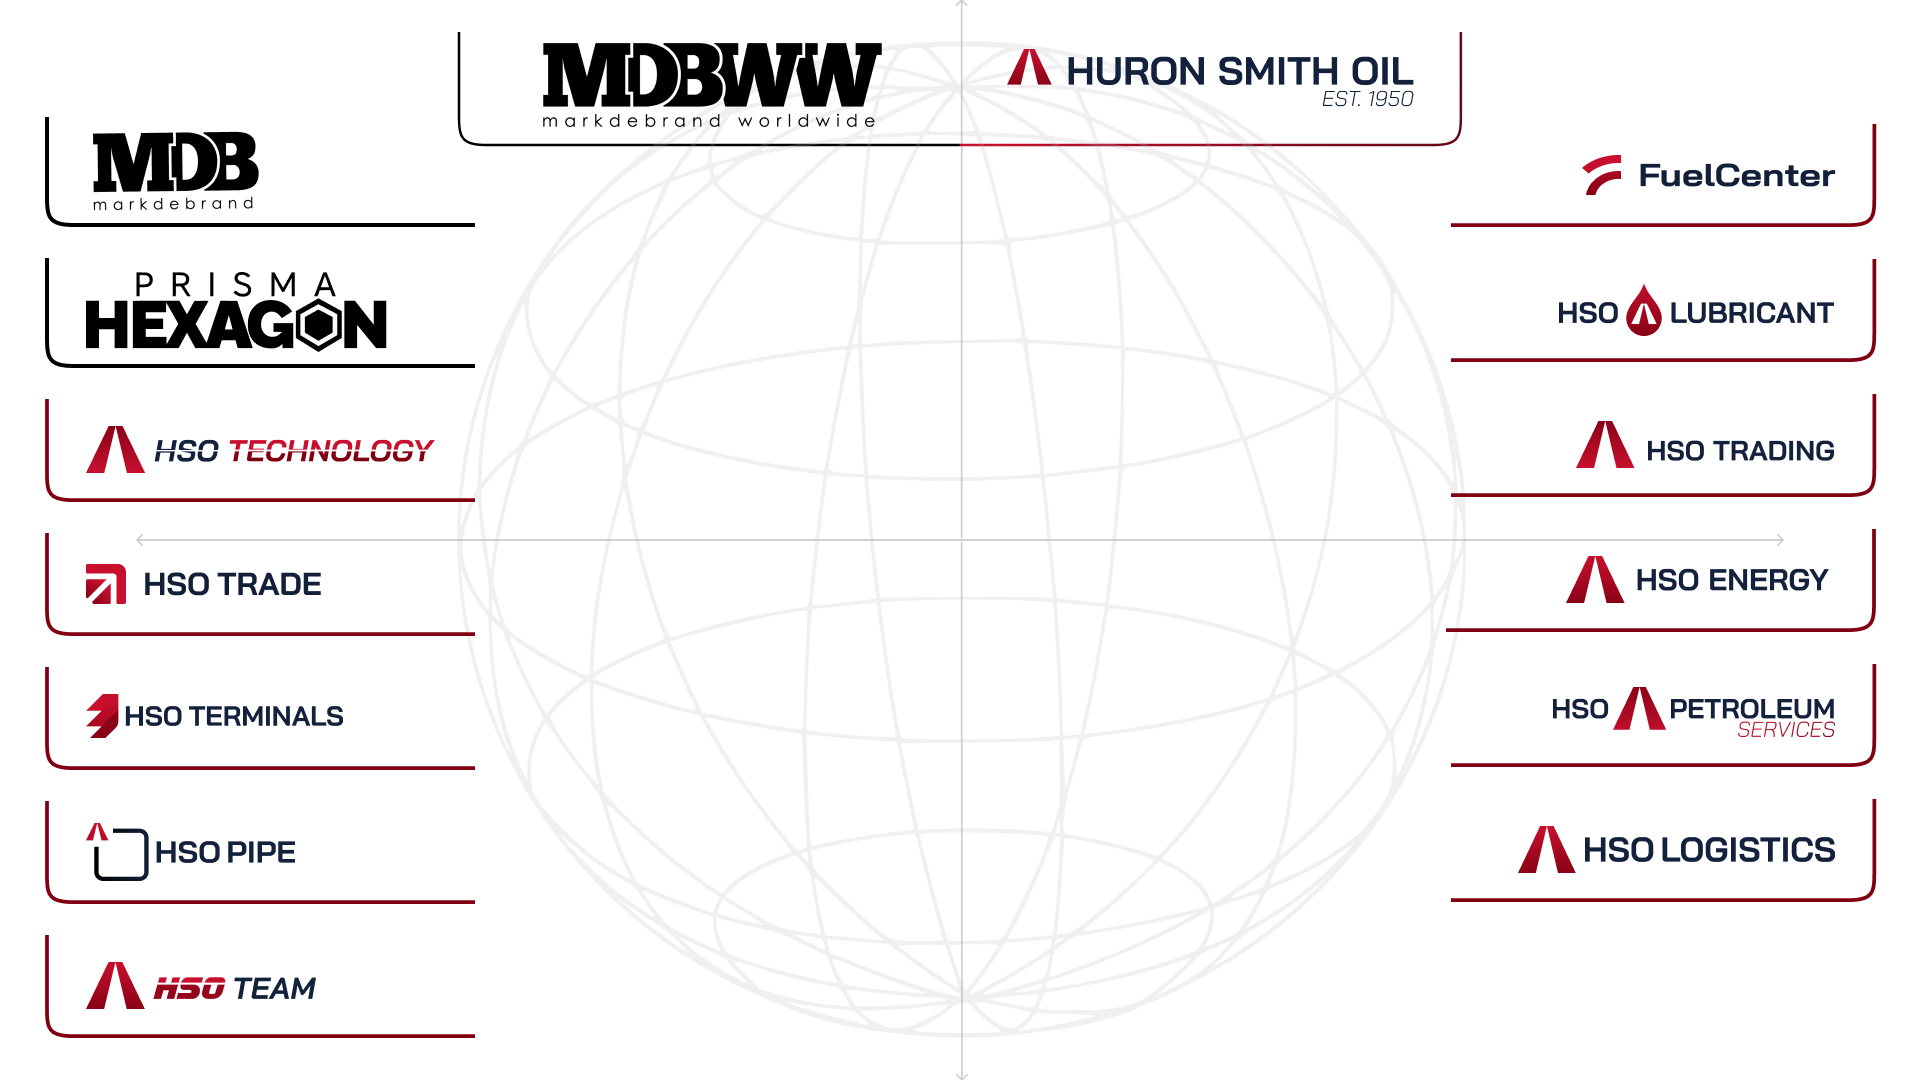 MDBWW
markdebrand worldwide
HURON SMITH OIL
EST. 1950
MDB
markdebrand
PRISMA
HEXAGON
HSO TECHNOLOGY
HSO TRADE
HSO TERMINALS
HSO PIPE
HSO TEAM
FuelCenter
HSO LUBRICANT
HSO TRADING
HSO ENERGY
HSO PETROLEUM
SERVICES
HSO LOGISTICS